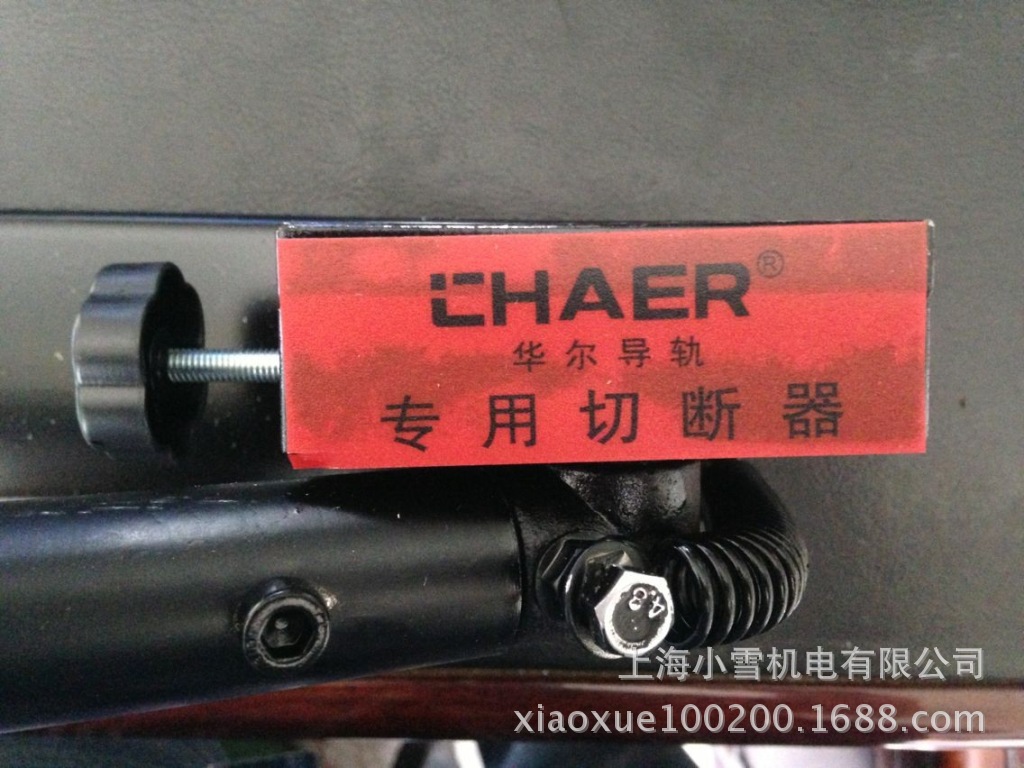 CHAER®
华尔导轨
专用切断器
4.8
上海小雪机电有限公司
xiaoxue100200.1688.com